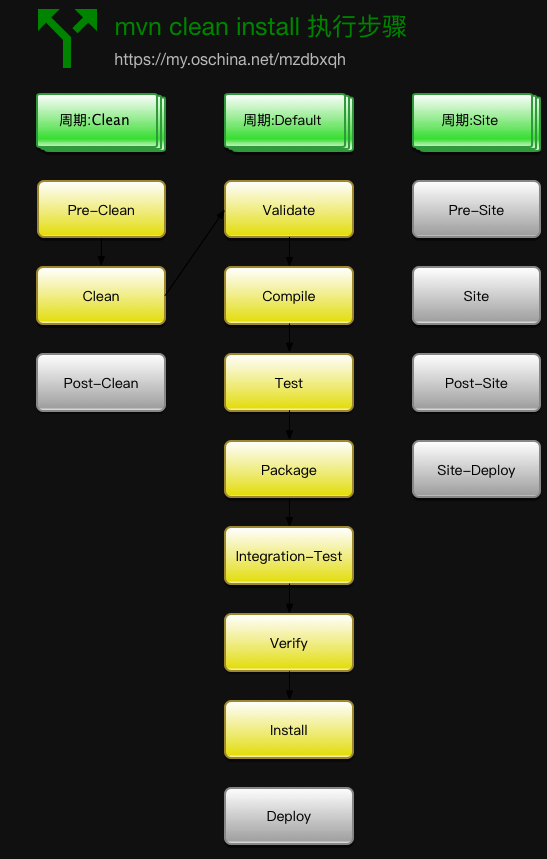 mvn clean install 执行步骤
https://my.oschina.net/mzdbxqh
周期:Clean
Pre-Clean
Clean
Post-Clean
周期:Default
Validate
Compile
Test
Package
Integration-Test
Verify
Install
Deploy
周期:Site
Pre-Site
Site
Post-Site
Site-Deploy